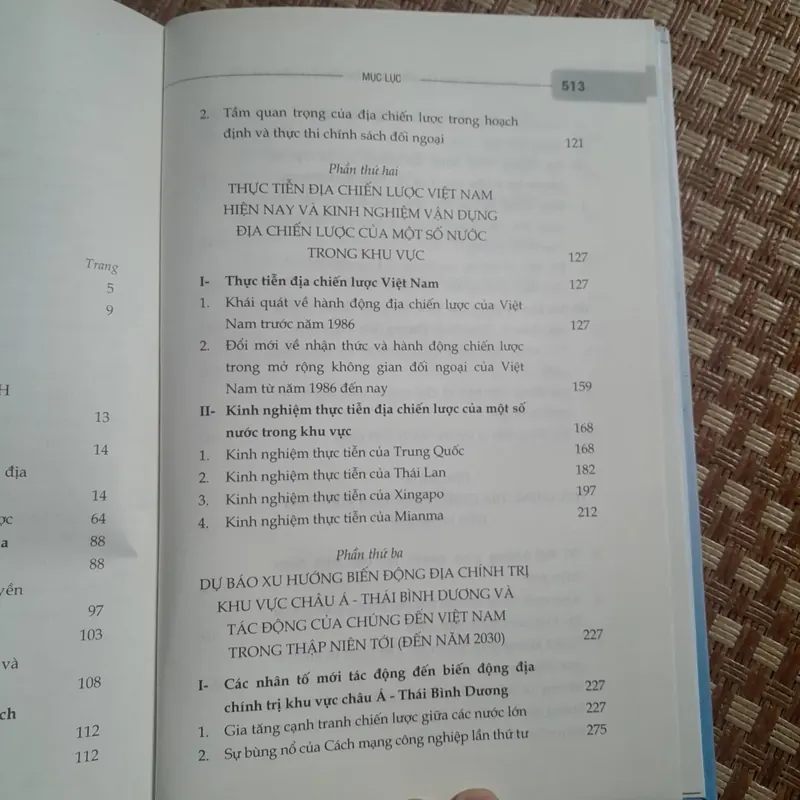 Trang
5
9
H
13
14
địa
14
ợc 64
a 88
88
yền
97
103
và
108
ch
112
112
MỤC LỤC 513
2. Tầm quan trọng của địa chiến lược trong hoạch
định và thực thi chính sách đối ngoại 121
Phần thứ hai
THỰC TIỄN ĐỊA CHIẾN LƯỢC VIỆT NAM
HIỆN NAY VÀ KINH NGHIỆM VẬN DỤNG
ĐỊA CHIẾN LƯỢC CỦA MỘT SỐ NƯỚC
TRONG KHU VỰC 127
I- Thực tiễn địa chiến lược Việt Nam 127
1. Khái quát về hành động địa chiến lược của Việt
Nam trước năm 1986 127
2. Đổi mới về nhận thức và hành động chiến lược
trong mở rộng không gian đối ngoại của Việt
Nam từ năm 1986 đến nay 159
II- Kinh nghiệm thực tiễn địa chiến lược của một số
nước trong khu vực 168
1. Kinh nghiệm thực tiễn của Trung Quốc 168
2. Kinh nghiệm thực tiễn của Thái Lan 182
3. Kinh nghiệm thực tiễn của Xingapo 197
4. Kinh nghiệm thực tiễn của Mianma 212
Phần thứ ba
DỰ BÁO XU HƯỚNG BIẾN ĐỘNG ĐỊA CHÍNH TRỊ
KHU VỰC CHÂU Á - THÁI BÌNH DƯƠNG VÀ
TÁC ĐỘNG CỦA CHÚNG ĐẾN VIỆT NAM
TRONG THẬP NIÊN TỚI (ĐẾN NĂM 2030) 227
I- Các nhân tố mới tác động đến biến động địa
chính trị khu vực châu Á - Thái Bình Dương 227
1. Gia tăng cạnh tranh chiến lược giữa các nước lớn 227
2. Sự bùng nổ của Cách mạng công nghiệp lần thứ tư 275